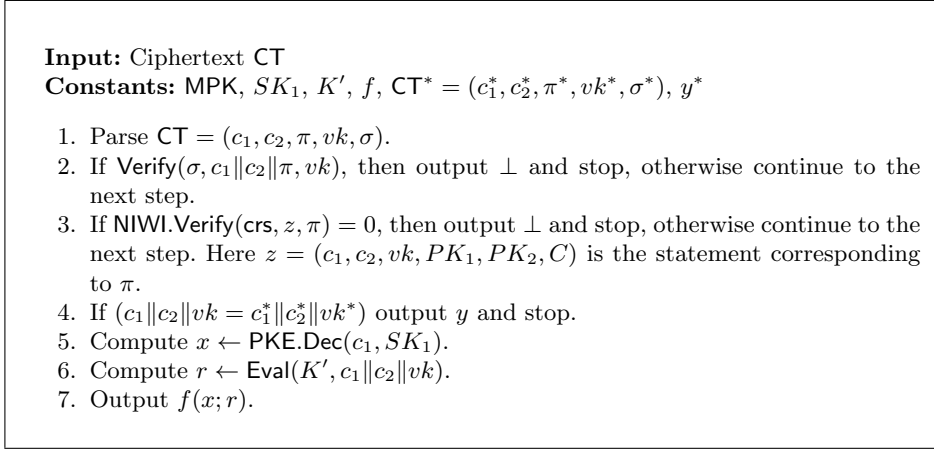 Input: Ciphertext CT
Constants: MPK, SK₁, K′, f, CT* = (c₁*, c₂*, π*, vk*, σ*), y*
1. Parse CT = (c₁, c₂, π, vk, σ).
2. If Verify(σ, c₁‖c₂‖π, vk), then output ⊥ and stop, otherwise continue to the
next step.
3. If NIWI.Verify(crs, z, π) = 0, then output ⊥ and stop, otherwise continue to the
next step. Here z = (c₁, c₂, vk, PK₁, PK₂, C) is the statement corresponding
to π.
4. If (c₁‖c₂‖vk = c₁*‖c₂*‖vk*) output y and stop.
5. Compute x ← PKE.Dec(c₁, SK₁).
6. Compute r ← Eval(K′, c₁‖c₂‖vk).
7. Output f(x; r).